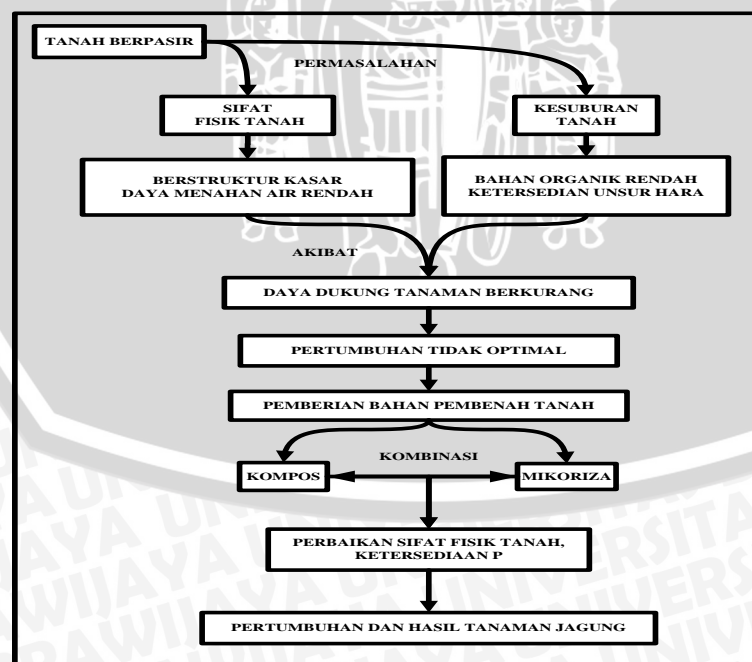 TANAH BERPASIR
PERMASALAHAN
SIFAT
FISIK TANAH
KESUBURAN
TANAH
BERSTRUKTUR KASAR
DAYA MENAHAN AIR RENDAH
BAHAN ORGANIK RENDAH
KETERSEDIAN UNSUR HARA
AKIBAT
DAYA DUKUNG TANAMAN BERKURANG
PERTUMBUHAN TIDAK OPTIMAL
PEMBERIAN BAHAN PEMBENAH TANAH
KOMBINASI
KOMPOS
MIKORIZA
PERBAIKAN SIFAT FISIK TANAH,
KETERSEDIAAN P
PERTUMBUHAN DAN HASIL TANAMAN JAGUNG